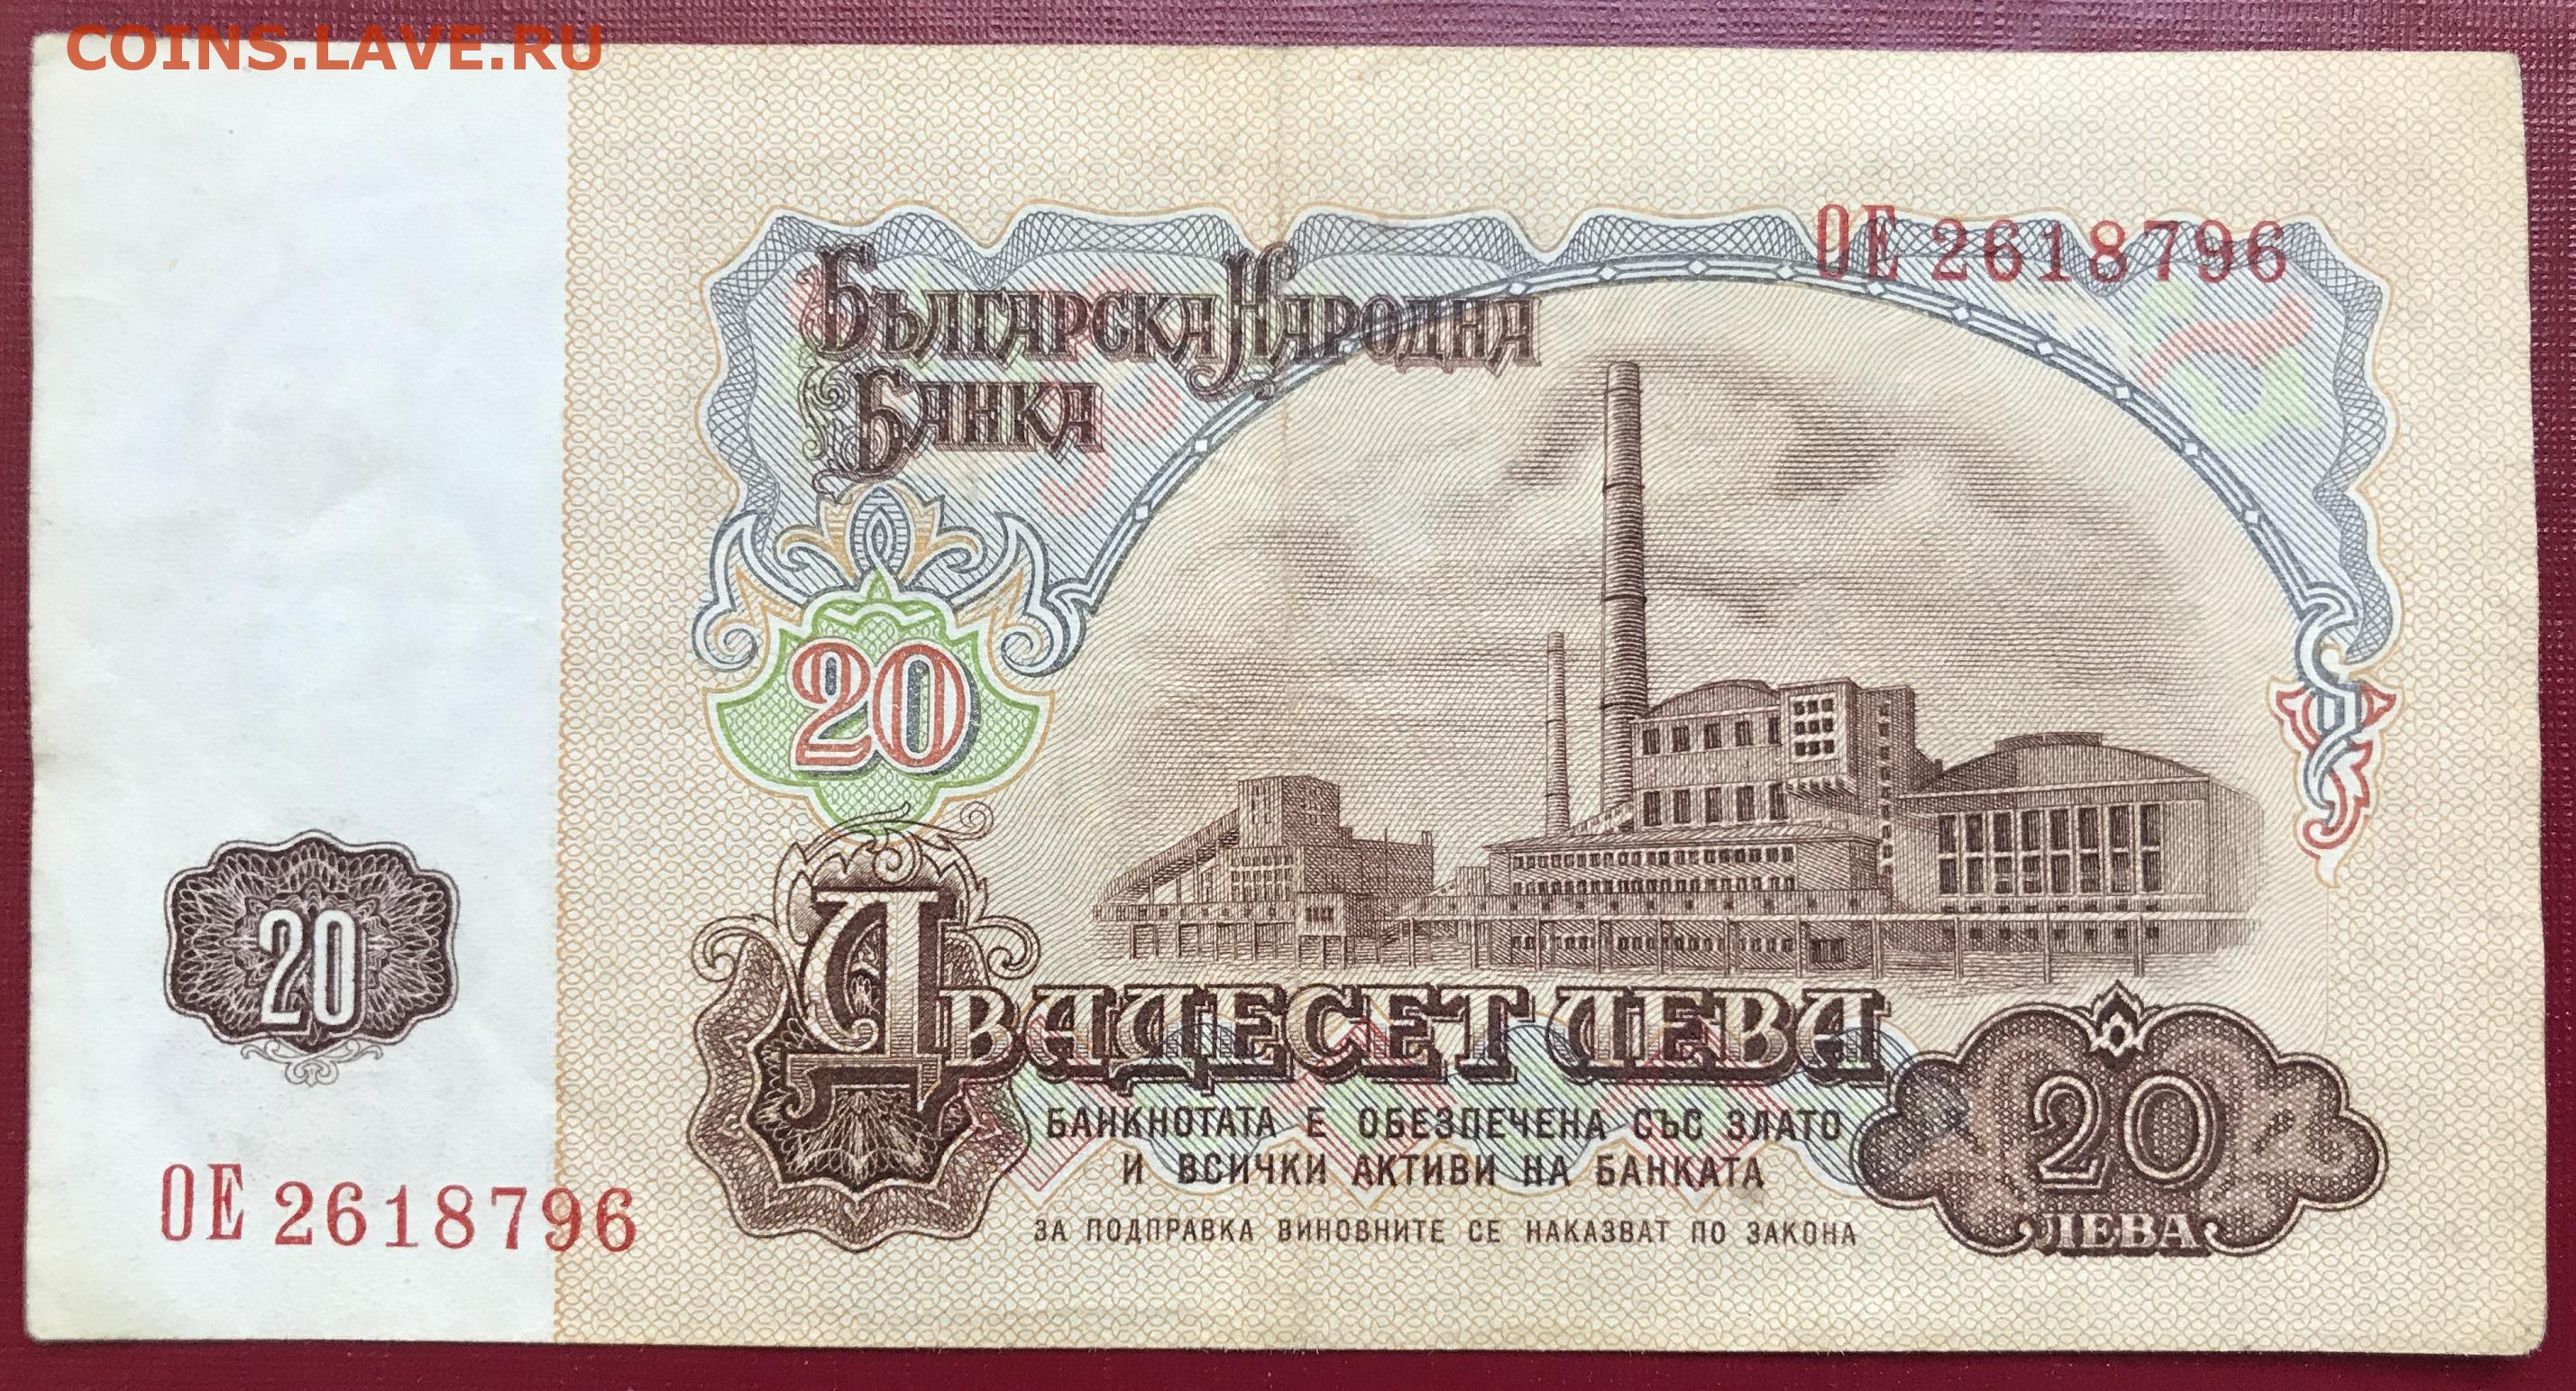 COINS.LAVE.RU
ОЕ 2618796
Българска Народна
Банка
20
Двадесет лева
20
БАНКНОТАТА Е ОБЕЗПЕЧЕНА СЪС ЗЛАТО
И ВСИЧКИ АКТИВИ НА БАНКАТА
ЗА ПОДПРАВКА ВИНОВНИТЕ СЕ НАКАЗВАТ ПО ЗАКОНА
20
ЛЕВА
ОЕ 2618796